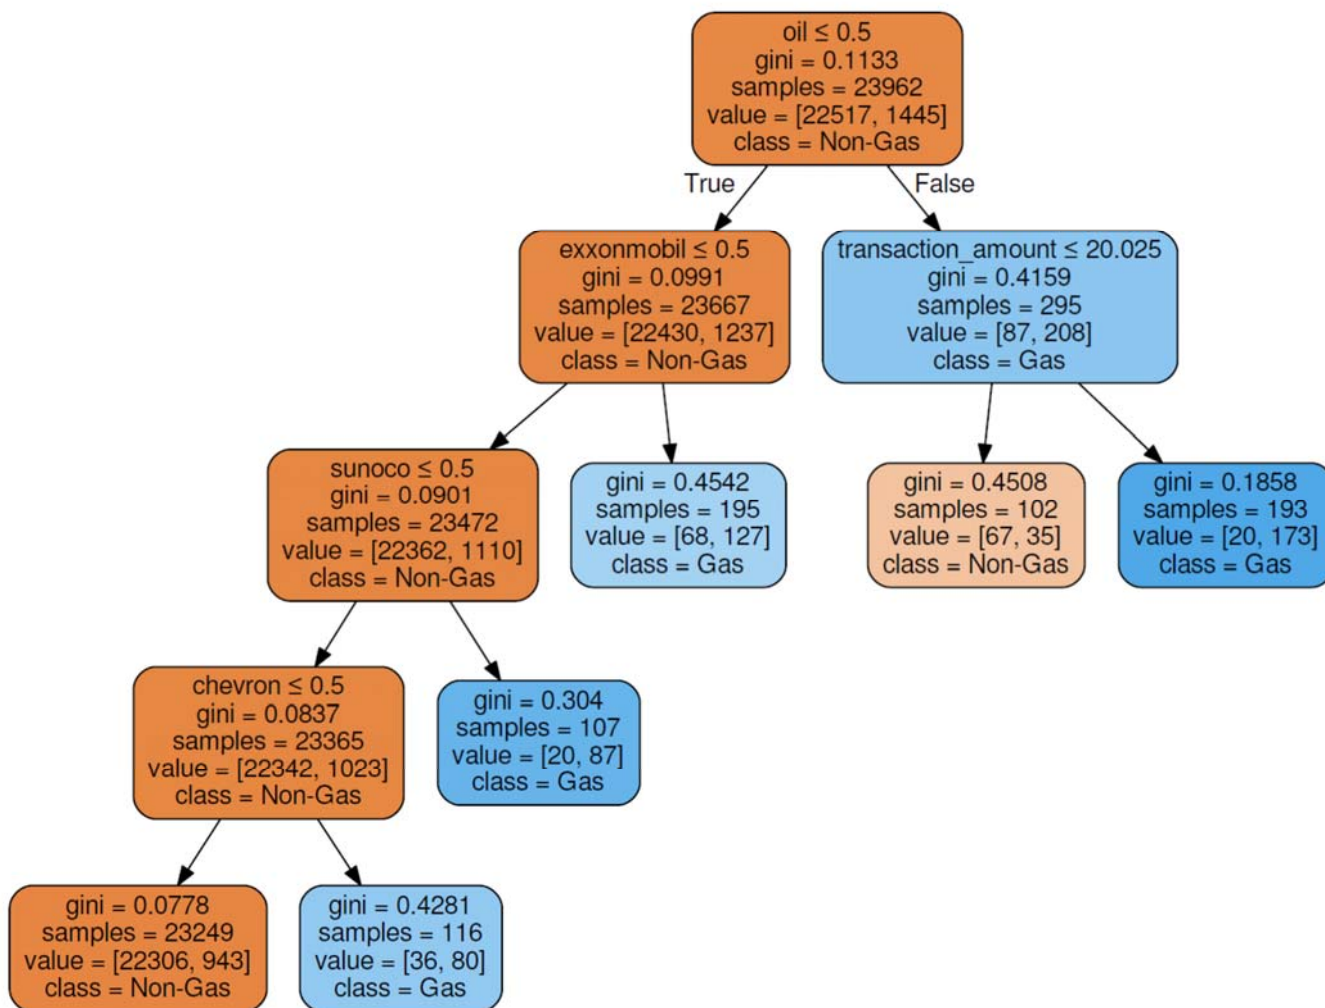 oil ≤ 0.5
gini = 0.1133
samples = 23962
value = [22517, 1445]
class = Non-Gas
True
False
exxonmobil ≤ 0.5
gini = 0.0991
samples = 23667
value = [22430, 1237]
class = Non-Gas
transaction_amount ≤ 20.025
gini = 0.4159
samples = 295
value = [87, 208]
class = Gas
sunoco ≤ 0.5
gini = 0.0901
samples = 23472
value = [22362, 1110]
class = Non-Gas
gini = 0.4542
samples = 195
value = [68, 127]
class = Gas
gini = 0.4508
samples = 102
value = [67, 35]
class = Non-Gas
gini = 0.1858
samples = 193
value = [20, 173]
class = Gas
chevron ≤ 0.5
gini = 0.0837
samples = 23365
value = [22342, 1023]
class = Non-Gas
gini = 0.304
samples = 107
value = [20, 87]
class = Gas
gini = 0.0778
samples = 23249
value = [22306, 943]
class = Non-Gas
gini = 0.4281
samples = 116
value = [36, 80]
class = Gas